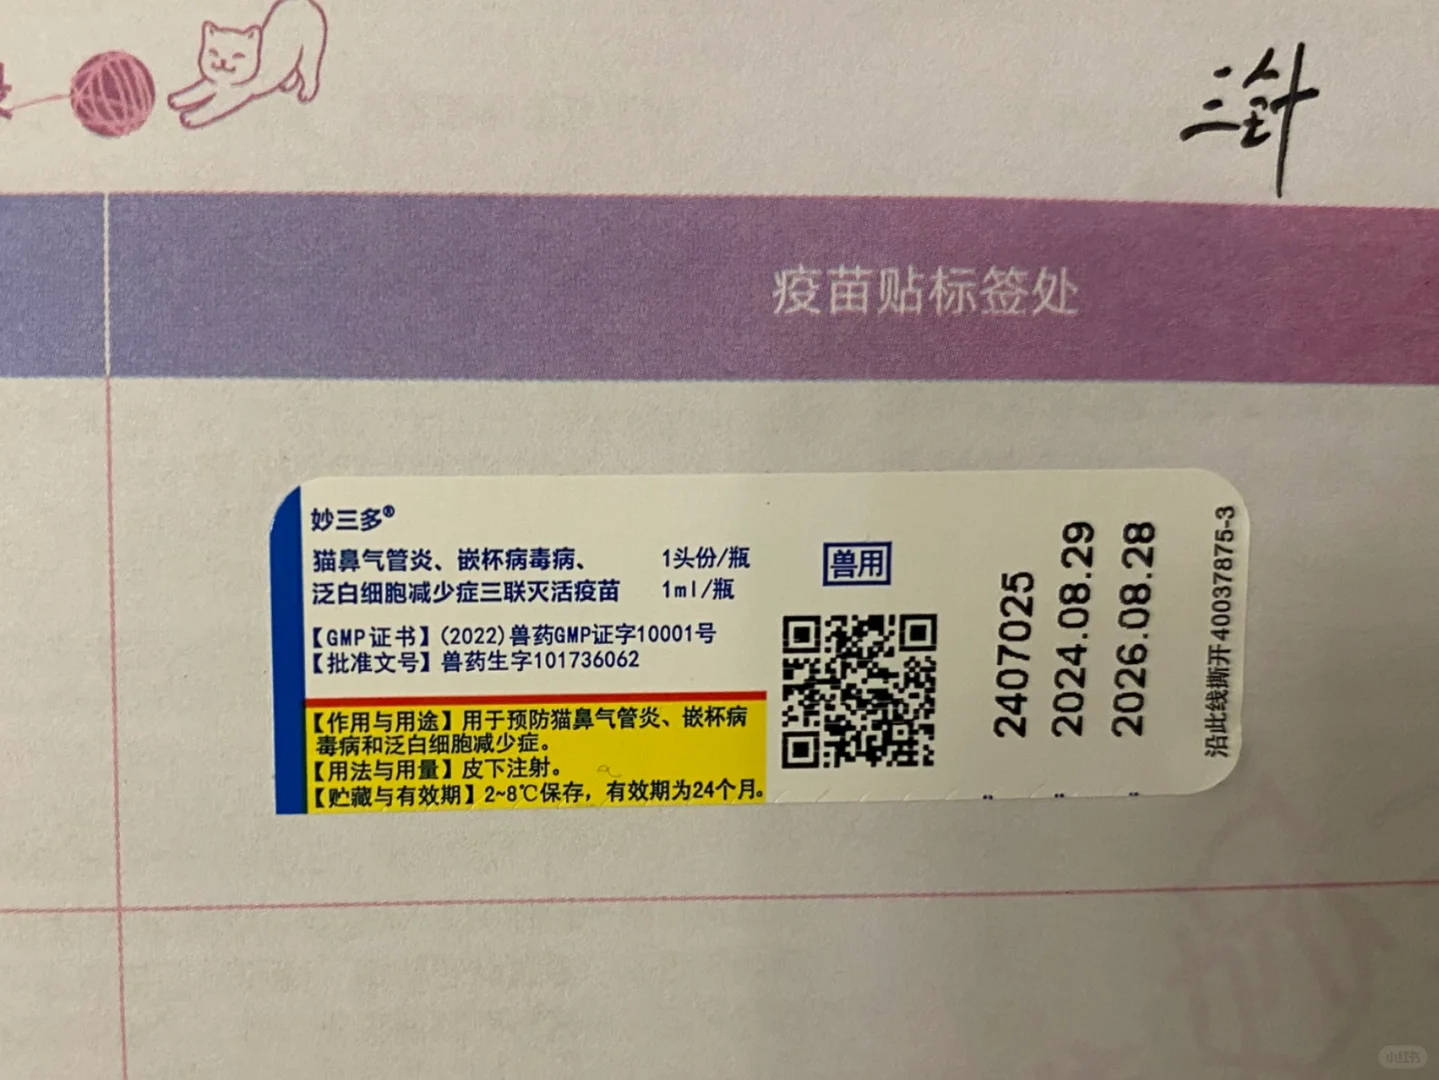 三针
疫苗贴标签处
妙三多®
猫鼻气管炎、嵌杯病毒病、 1头份/瓶
泛白细胞减少症三联灭活疫苗 1ml/瓶
【GMP证书】(2022)兽药GMP证字10001号
【批准文号】兽药生字101736062
【作用与用途】用于预防猫鼻气管炎、嵌杯病
毒病和泛白细胞减少症。
【用法与用量】皮下注射。
【贮藏与有效期】2~8℃保存，有效期为24个月。
兽用
2407025
2024.08.29
2026.08.28
沿此线撕开40037875-3
小红书